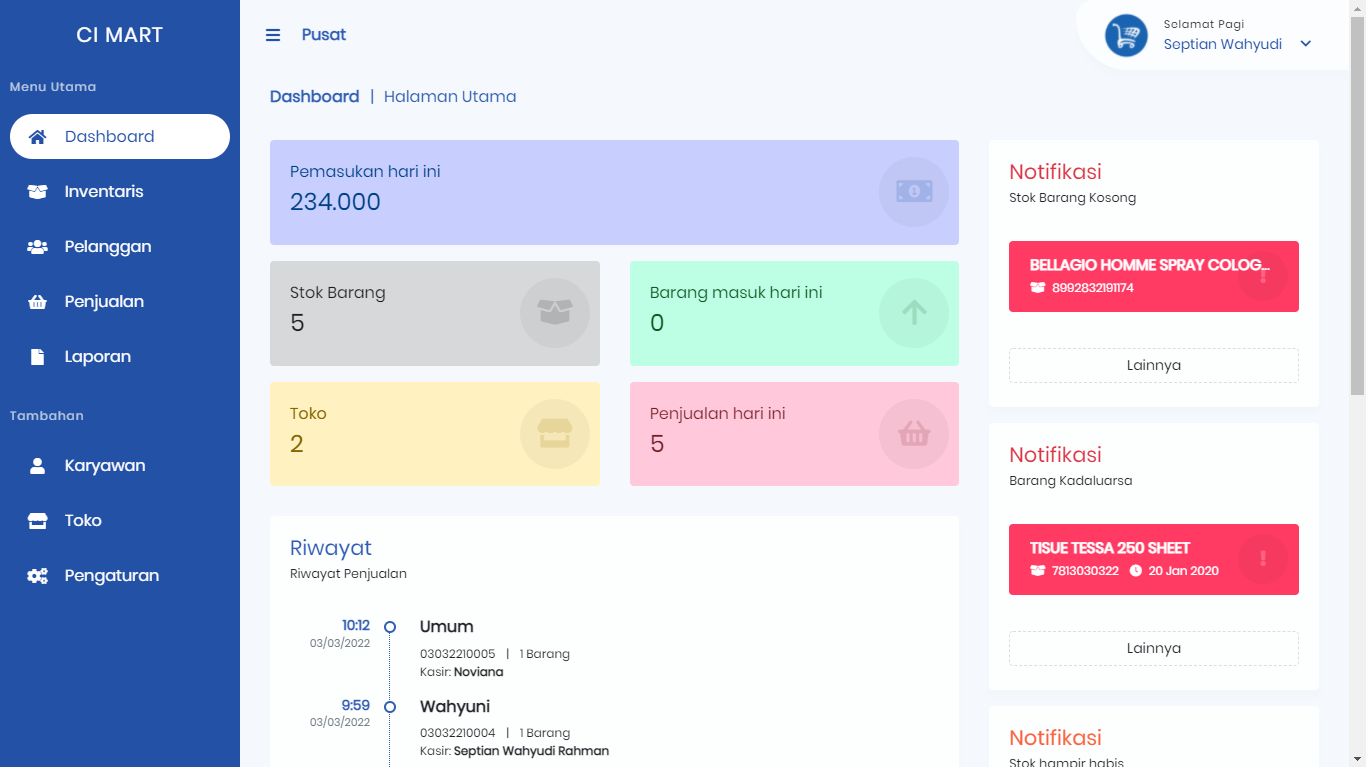 CI MART
Menu Utama
Dashboard
Inventaris
Pelanggan
Penjualan
Laporan
Tambahan
Karyawan
Toko
Pengaturan
Pusat
Selamat Pagi
Septian Wahyudi
Dashboard | Halaman Utama
Pemasukan hari ini
234.000
Stok Barang
5
Barang masuk hari ini
0
Toko
2
Penjualan hari ini
5
Riwayat
Riwayat Penjualan
10:12
03/03/2022
Umum
03032210005 | 1 Barang
Kasir: Noviana
9:59
03/03/2022
Wahyuni
03032210004 | 1 Barang
Kasir: Septian Wahyudi Rahman
Notifikasi
Stok Barang Kosong
BELLAGIO HOMME SPRAY COLOG...
8992832191174
Lainnya
Notifikasi
Barang Kadaluarsa
TISUE TESSA 250 SHEET
7813030322 20 Jan 2020
Lainnya
Notifikasi
Stok hampir habis